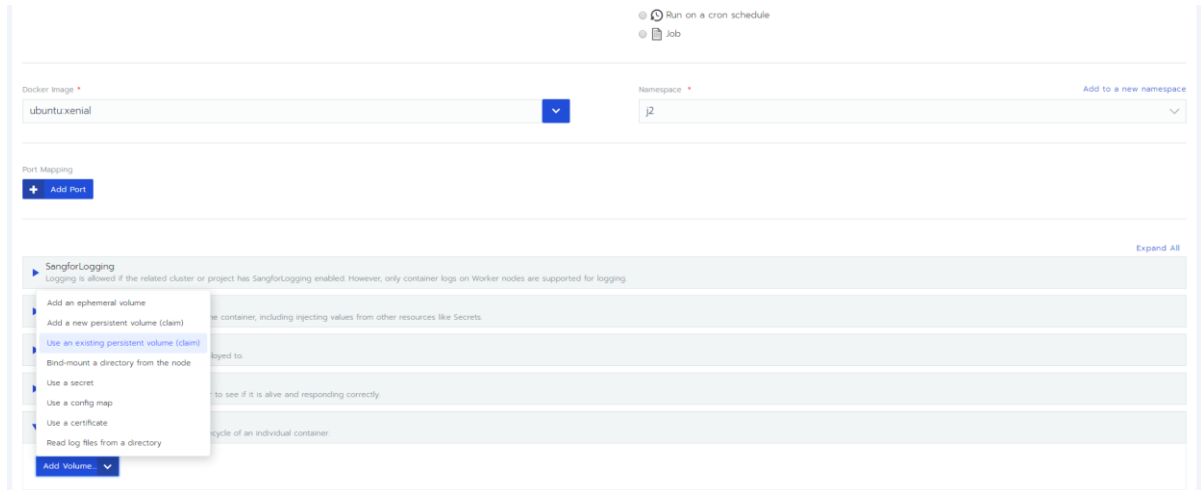 Run on a cron schedule
Job
Docker Image *
Namespace *
Add to a new namespace
ubuntu:xenial
j2
Port Mapping
Add Port
Expand All
SangforLogging
Logging is allowed if the related cluster or project has SangforLogging enabled. However, only container logs on Worker nodes are supported for logging.
Add an ephemeral volume
Add a new persistent volume (claim)
e container, including injecting values from other resources like Secrets.
Use an existing persistent volume (claim)
loyed to.
Bind-mount a directory from the node
Use a secret
to see if it is alive and responding correctly.
Use a config map
Use a certificate
ecycle of an individual container.
Read log files from a directory
Add Volume...